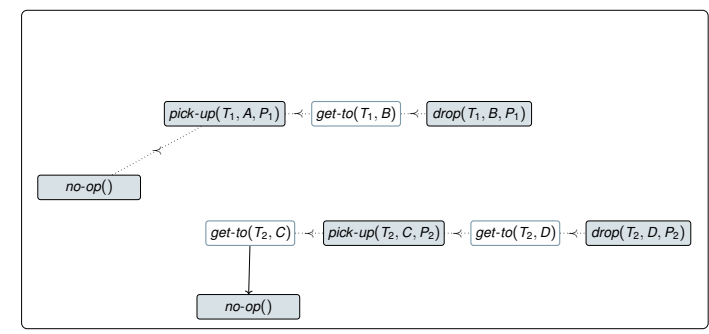 pick-up(T₁, A, P₁) ≺ get-to(T₁, B) ≺ drop(T₁, B, P₁)
≺
no-op()
get-to(T₂, C) ≺ pick-up(T₂, C, P₂) ≺ get-to(T₂, D) ≺ drop(T₂, D, P₂)
no-op()